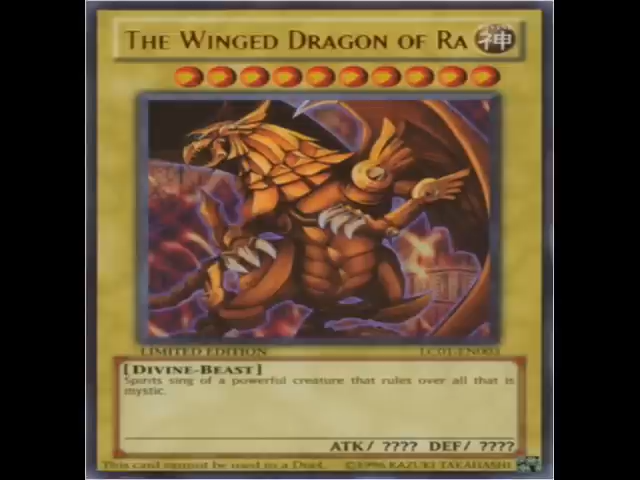 THE WINGED DRAGON OF RA 神
LIMITED EDITION LC01-EN003
[DIVINE-BEAST]
Spirits sing of a powerful creature that rules over all that is
mystic.
ATK/ ???? DEF/ ????
This card cannot be used in a Duel. ©1996 KAZUKI TAKAHASHI